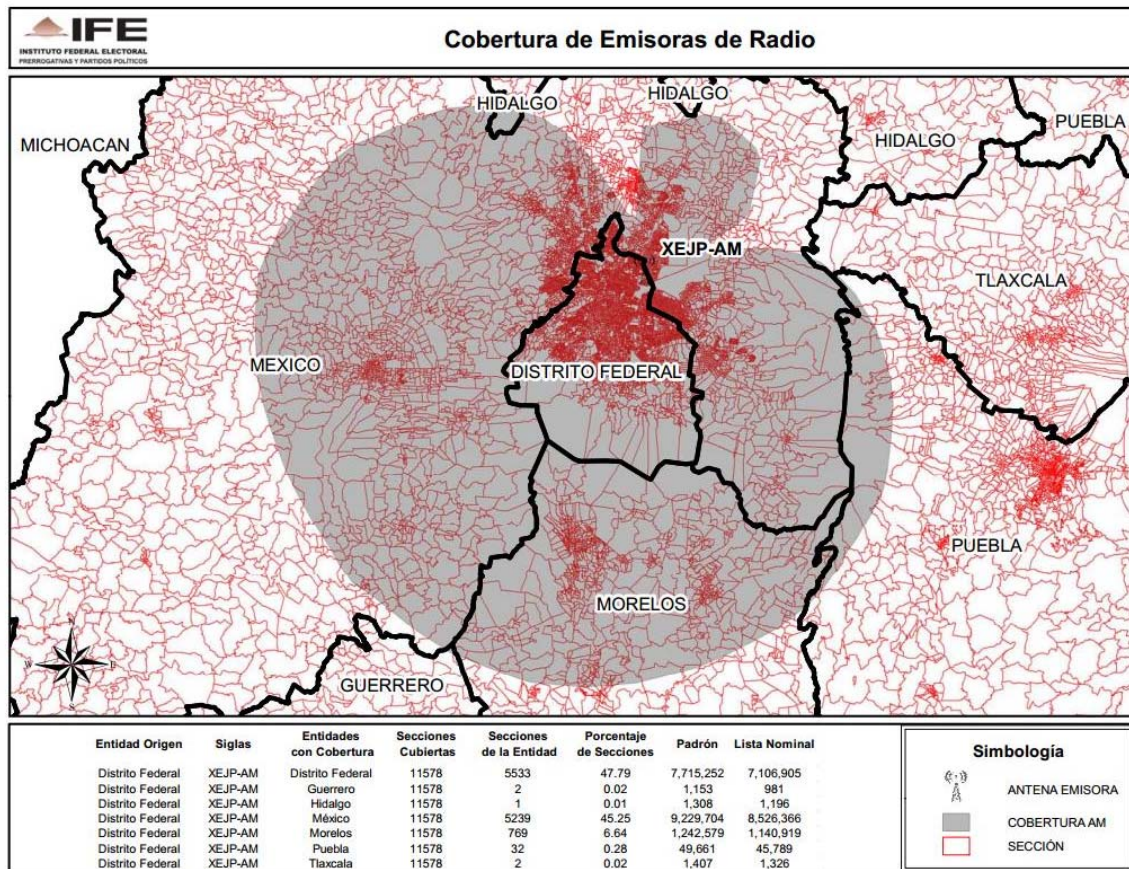 IFE
INSTITUTO FEDERAL ELECTORAL
PRERROGATIVAS Y PARTIDOS POLÍTICOS
Cobertura de Emisoras de Radio
HIDALGO
HIDALGO
MICHOACAN
HIDALGO
PUEBLA
XEJP-AM
TLAXCALA
MEXICO
DISTRITO FEDERAL
PUEBLA
MORELOS
GUERRERO
N
W E
S
Entidad Origen Siglas Entidades con Cobertura Secciones Cubiertas Secciones de la Entidad Porcentaje de Secciones Padrón Lista Nominal
Distrito Federal XEJP-AM Distrito Federal 11578 5533 47.79 7,715,252 7,106,905
Distrito Federal XEJP-AM Guerrero 11578 2 0.02 1,153 981
Distrito Federal XEJP-AM Hidalgo 11578 1 0.01 1,308 1,196
Distrito Federal XEJP-AM México 11578 5239 45.25 9,229,704 8,526,366
Distrito Federal XEJP-AM Morelos 11578 769 6.64 1,242,579 1,140,919
Distrito Federal XEJP-AM Puebla 11578 32 0.28 49,661 45,789
Distrito Federal XEJP-AM Tlaxcala 11578 2 0.02 1,407 1,326
Simbología
ANTENA EMISORA
COBERTURA AM
SECCIÓN